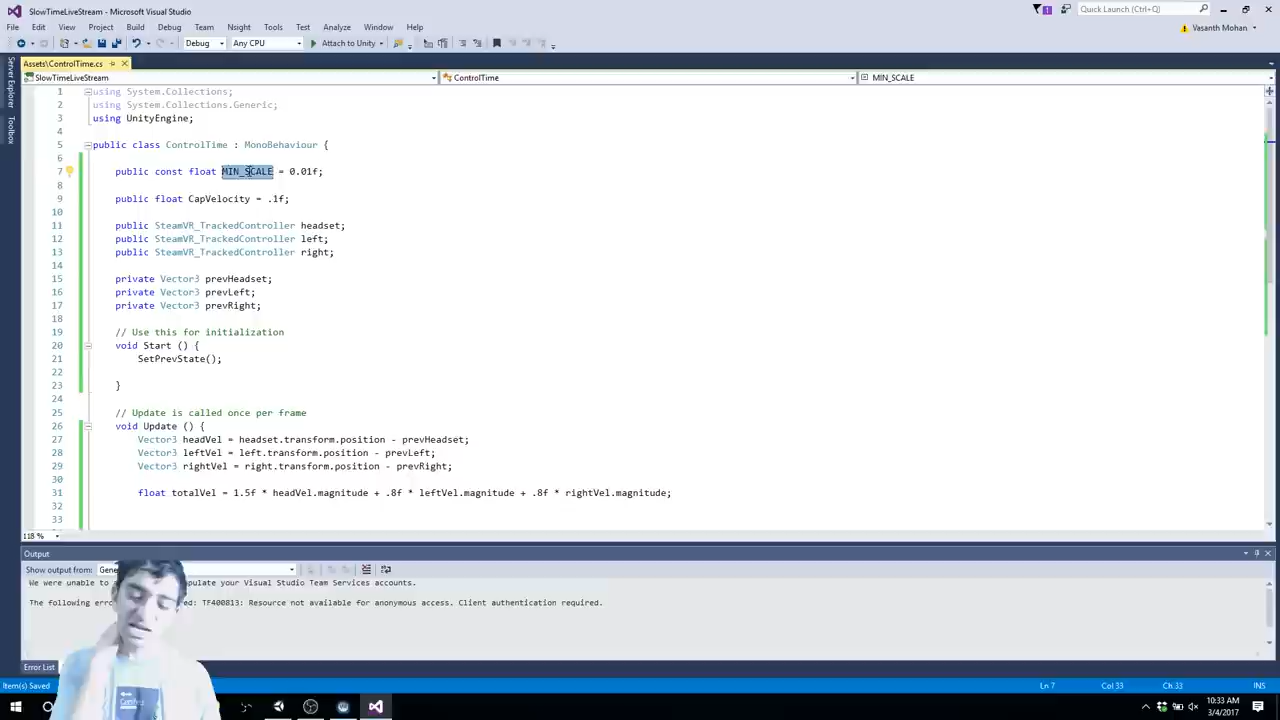 SlowTimeLiveStream - Microsoft Visual Studio
Quick Launch (Ctrl+Q)
File Edit View Project Build Debug Team Nsight Tools Test Analyze Window Help
Vasanth Mohan
Debug Any CPU Attach to Unity
Server Explorer
Toolbox
Assets\ControlTime.cs
SlowTimeLiveStream ControlTime MIN_SCALE
1 using System.Collections;
2 using System.Collections.Generic;
3 using UnityEngine;
4
5 public class ControlTime : MonoBehaviour {
6
7 public const float MIN_SCALE = 0.01f;
8
9 public float CapVelocity = .1f;
10
11 public SteamVR_TrackedController headset;
12 public SteamVR_TrackedController left;
13 public SteamVR_TrackedController right;
14
15 private Vector3 prevHeadset;
16 private Vector3 prevLeft;
17 private Vector3 prevRight;
18
19 // Use this for initialization
20 void Start () {
21 SetPrevState();
22
23 }
24
25 // Update is called once per frame
26 void Update () {
27 Vector3 headVel = headset.transform.position - prevHeadset;
28 Vector3 leftVel = left.transform.position - prevLeft;
29 Vector3 rightVel = right.transform.position - prevRight;
30
31 float totalVel = 1.5f * headVel.magnitude + .8f * leftVel.magnitude + .8f * rightVel.magnitude;
32
33
118 %
Output
Show output from: Gene
We were unable to a pulate your Visual Studio Team Services accounts.
The following erro red: TF400813: Resource not available for anonymous access. Client authentication required.
Error List
Item(s) Saved Ln 7 Col 33 Ch 33 INS
10:33 AM
3/4/2017